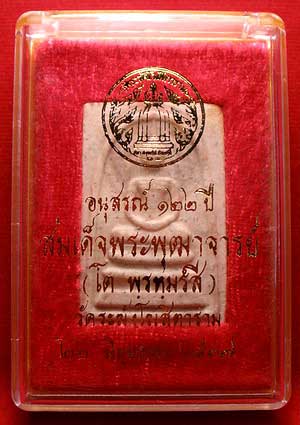 อนุสรณ์ ๑๒๒ ปี
สมเด็จพระพุฒาจารย์
(โต พรหฺมรํสี)
วัดระฆังโฆสิตาราม